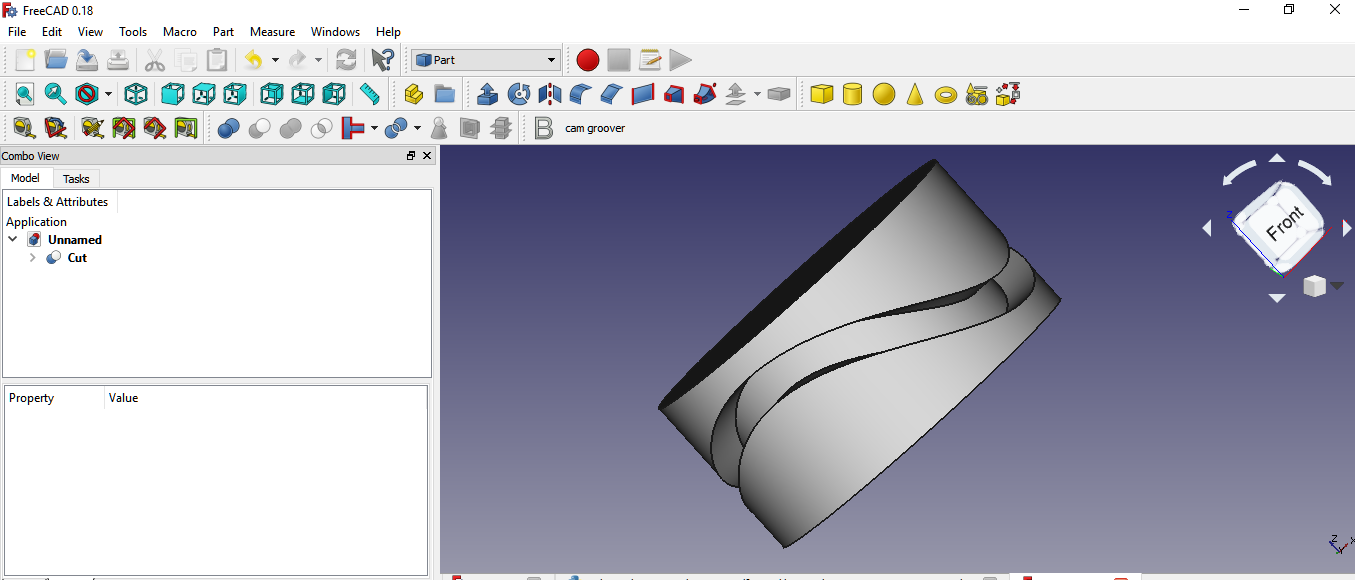 FreeCAD 0.18
File Edit View Tools Macro Part Measure Windows Help
Part
B cam groover
Combo View
Model Tasks
Labels & Attributes
Application
Unnamed
Cut
Property Value
Front
Z
Z X